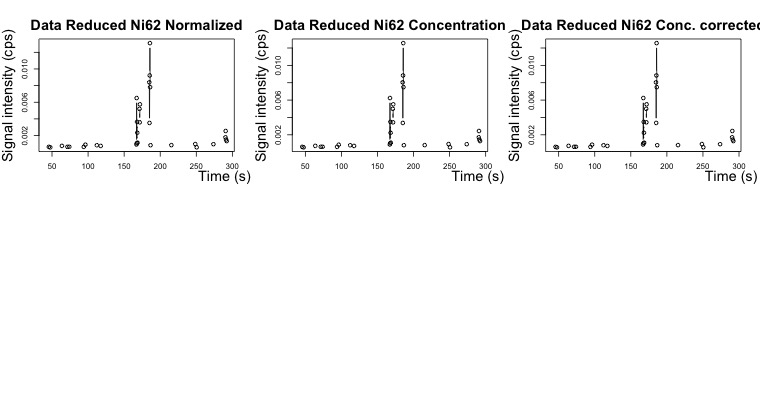 Data Reduced Ni62 Normalized
Signal intensity (cps)
0.002 0.006 0.010
50 100 150 200 250 300
Time (s)
Data Reduced Ni62 Concentration
Signal intensity (cps)
0.002 0.006 0.010
50 100 150 200 250 300
Time (s)
Data Reduced Ni62 Conc. corrected
Signal intensity (cps)
0.002 0.006 0.010
50 100 150 200 250 300
Time (s)